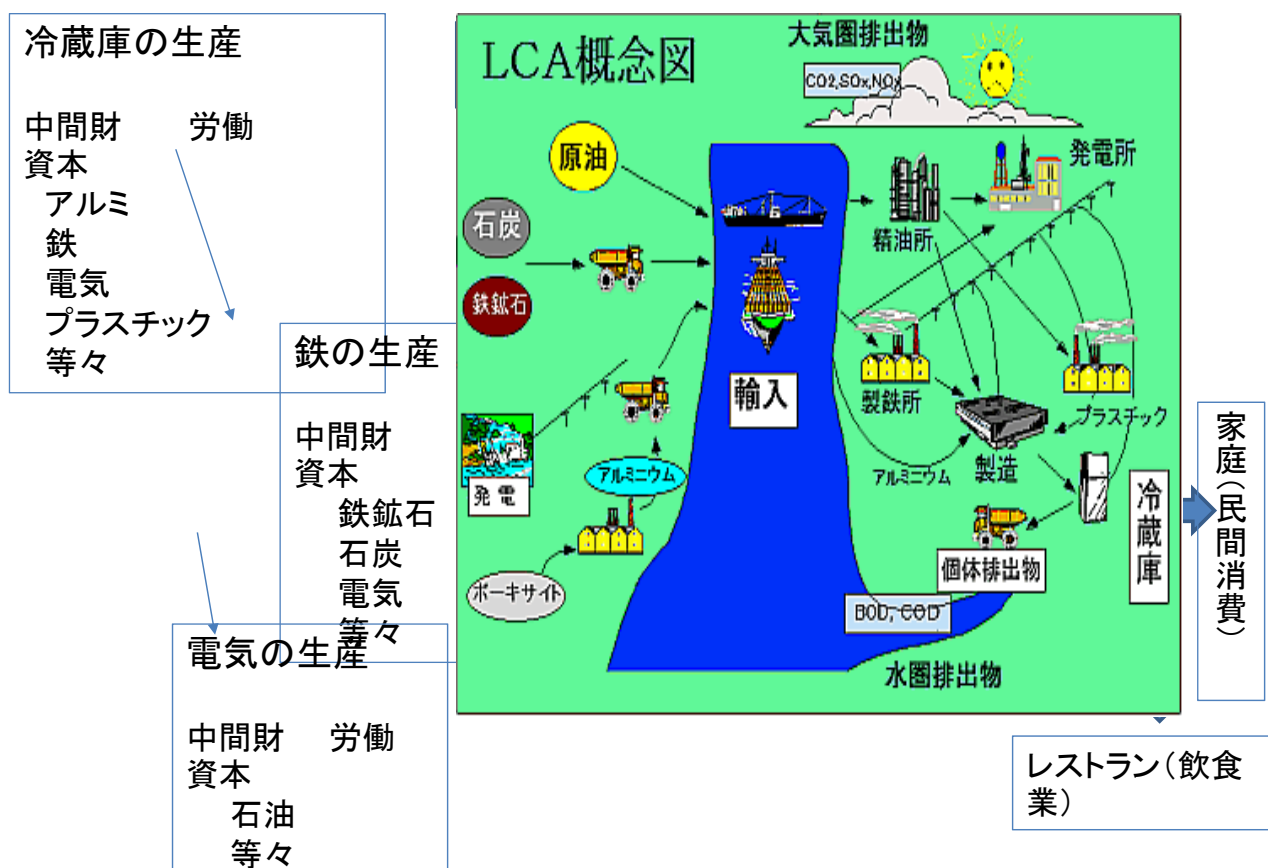 冷蔵庫の生産
中間財 労働
資本
アルミ
鉄
電気
プラスチック
等々
鉄の生産
中間財
資本
鉄鉱石
石炭
電気
等々
電気の生産
中間財 労働
資本
石油
等々
LCA概念図
大気圏排出物
CO2,SOx,NOx
原油
石炭
鉄鉱石
発電所
精油所
輸入
製鉄所
プラスチック
アルミニウム
製造
発電
アルミニウム
ボーキサイト
冷蔵庫
個体排出物
BOD, COD
水圏排出物
家庭(民間消費)
レストラン(飲食
業)